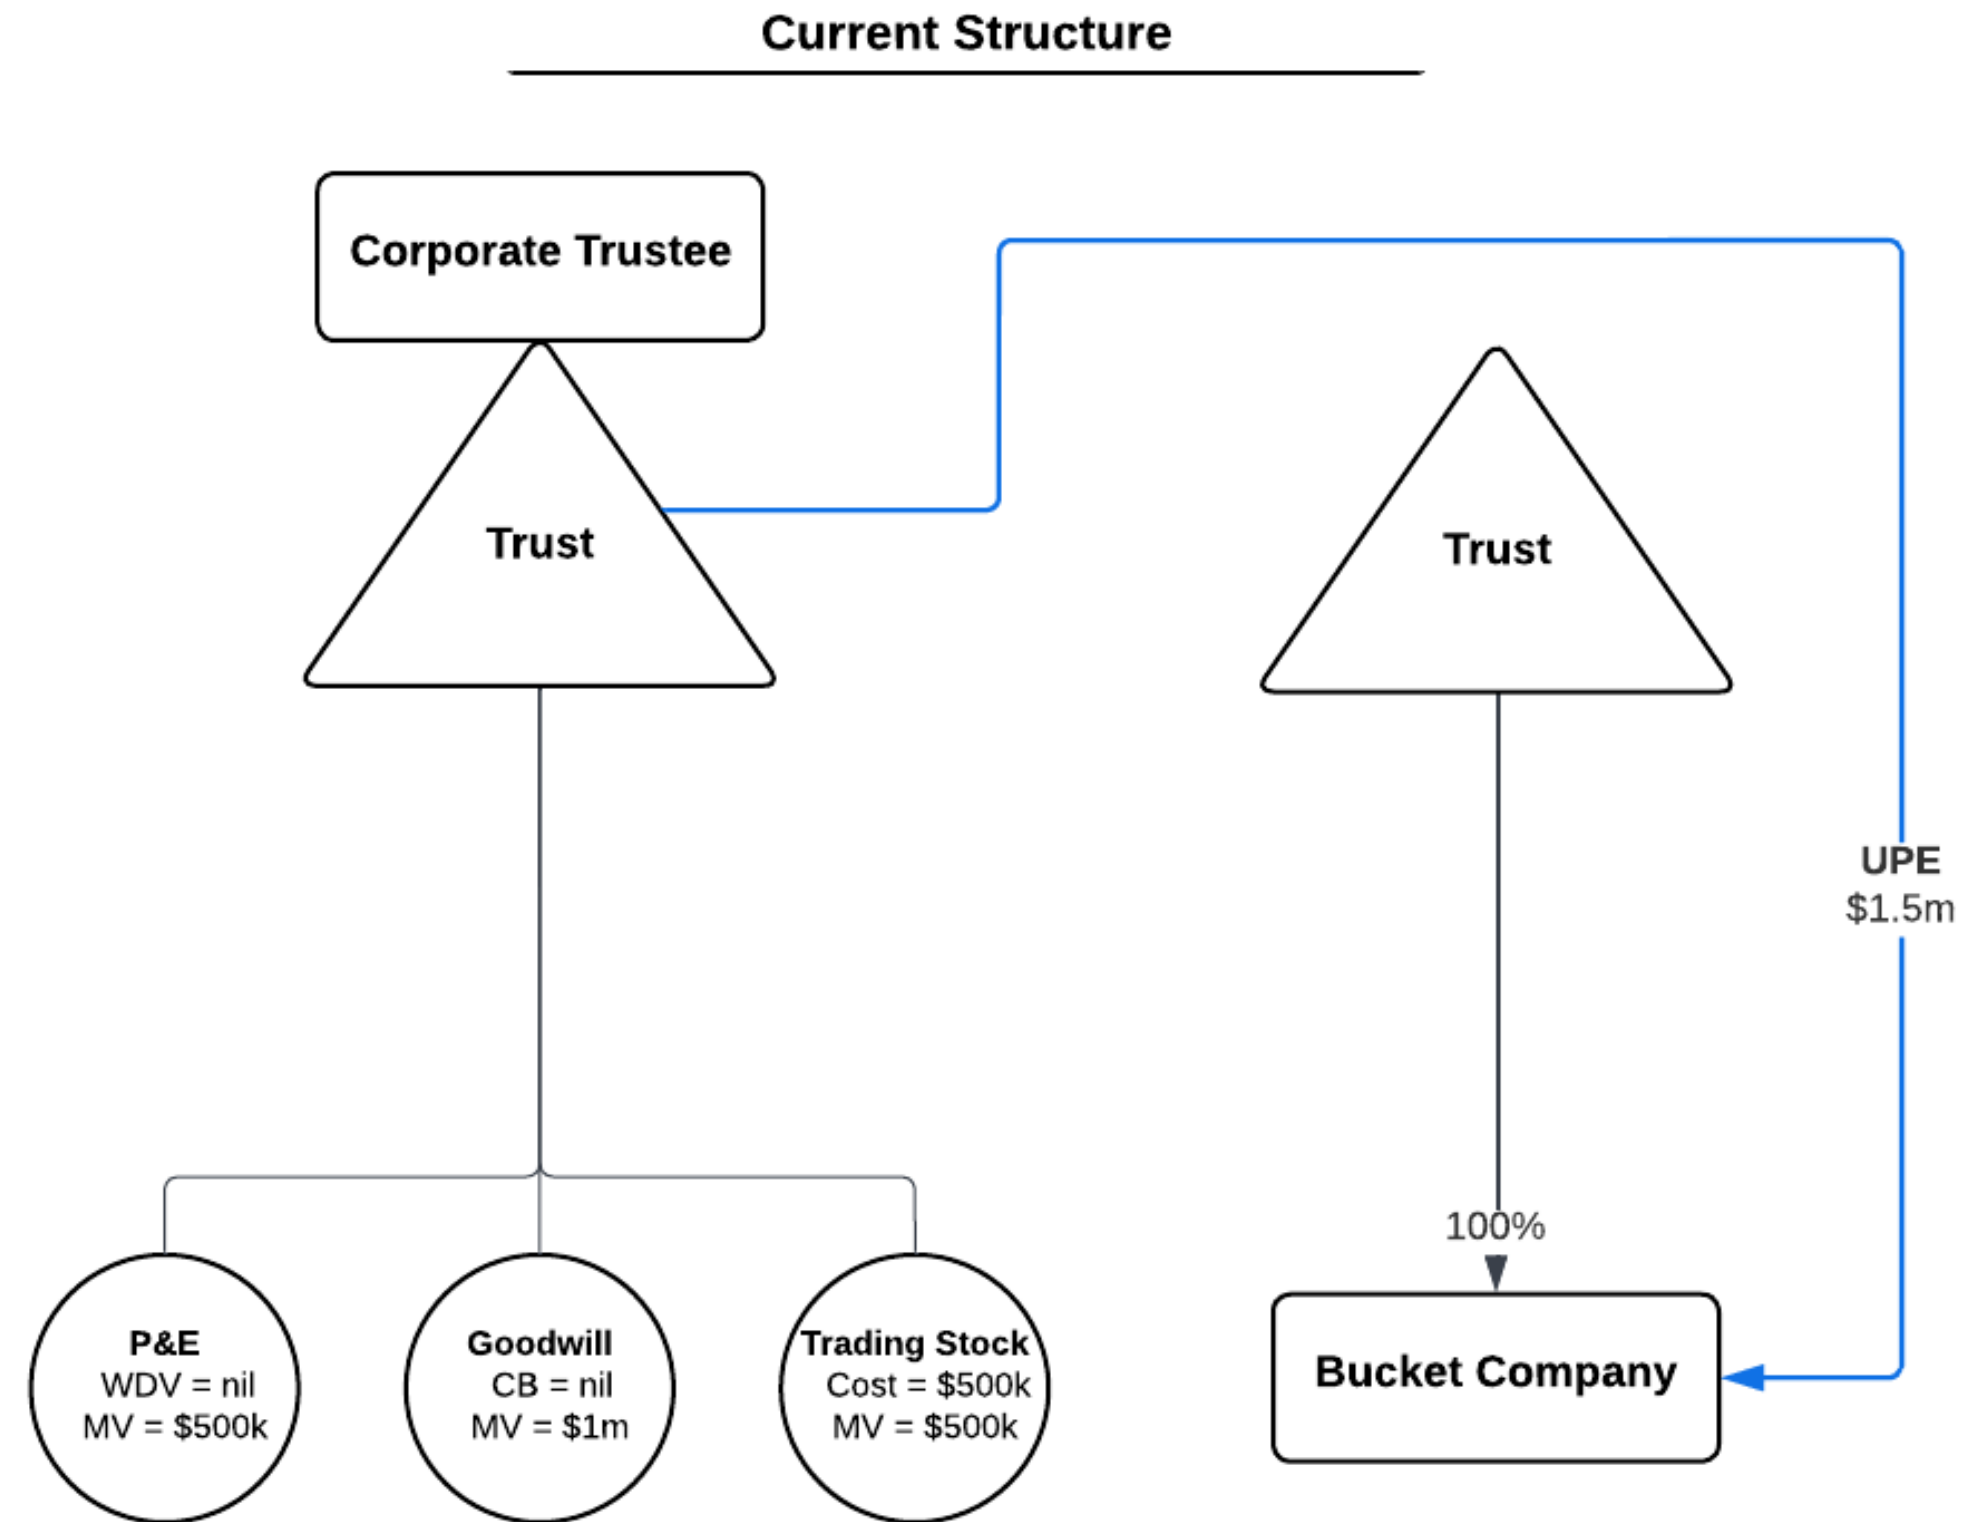 Current Structure
Corporate Trustee
Trust
Trust
UPE
$1.5m
100%
P&E
WDV = nil
MV = $500k
Goodwill
CB = nil
MV = $1m
Trading Stock
Cost = $500k
MV = $500k
Bucket Company